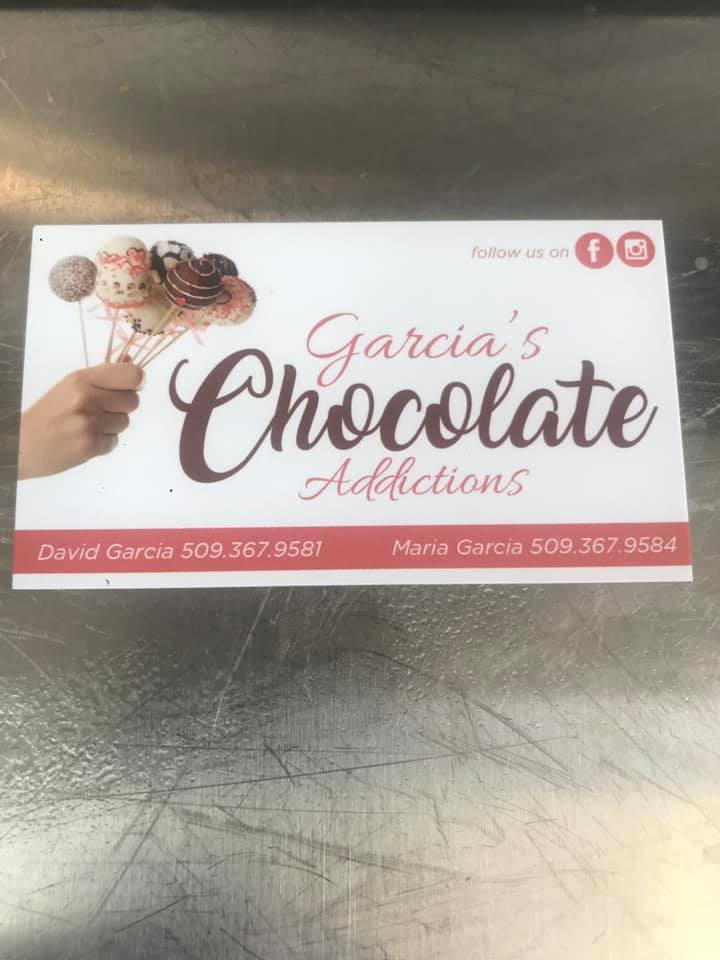 follow us on
Garcia's
Chocolate
Addictions
David Garcia 509.367.9581 Maria Garcia 509.367.9584